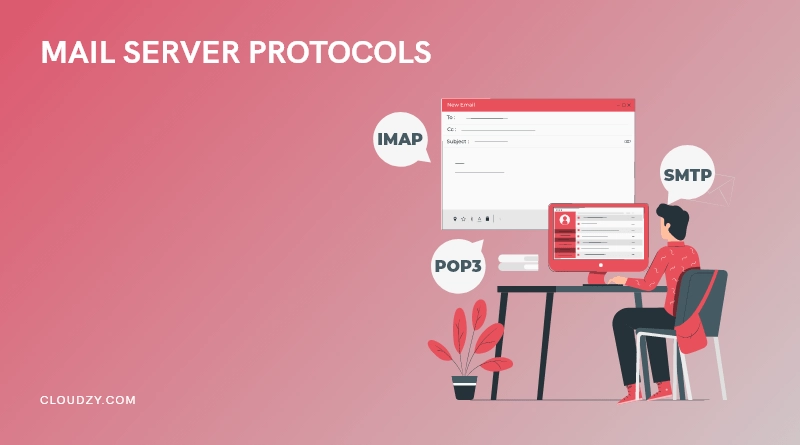 MAIL SERVER PROTOCOLS
New Email
IMAP
To :
Cc :
Subject :
SMTP
POP3
CLOUDZY.COM